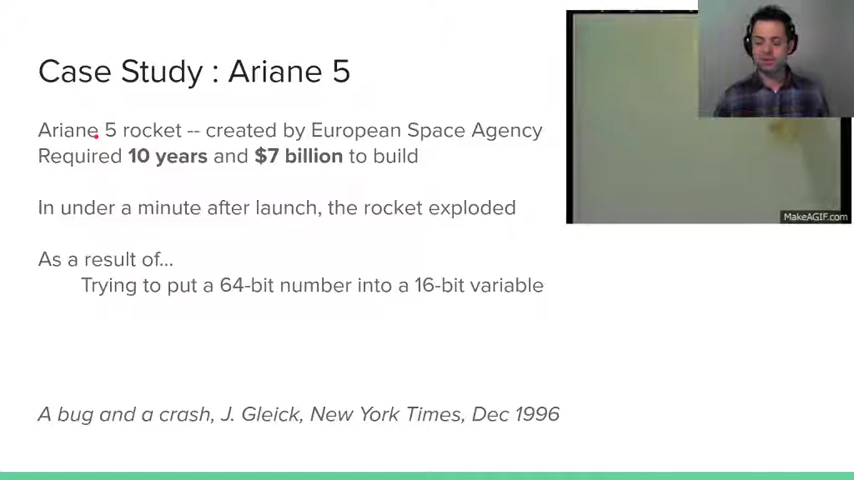 Case Study : Ariane 5
Ariane 5 rocket -- created by European Space Agency
Required 10 years and $7 billion to build
In under a minute after launch, the rocket exploded
As a result of...
Trying to put a 64-bit number into a 16-bit variable
A bug and a crash, J. Gleick, New York Times, Dec 1996
MakeAGIF.com